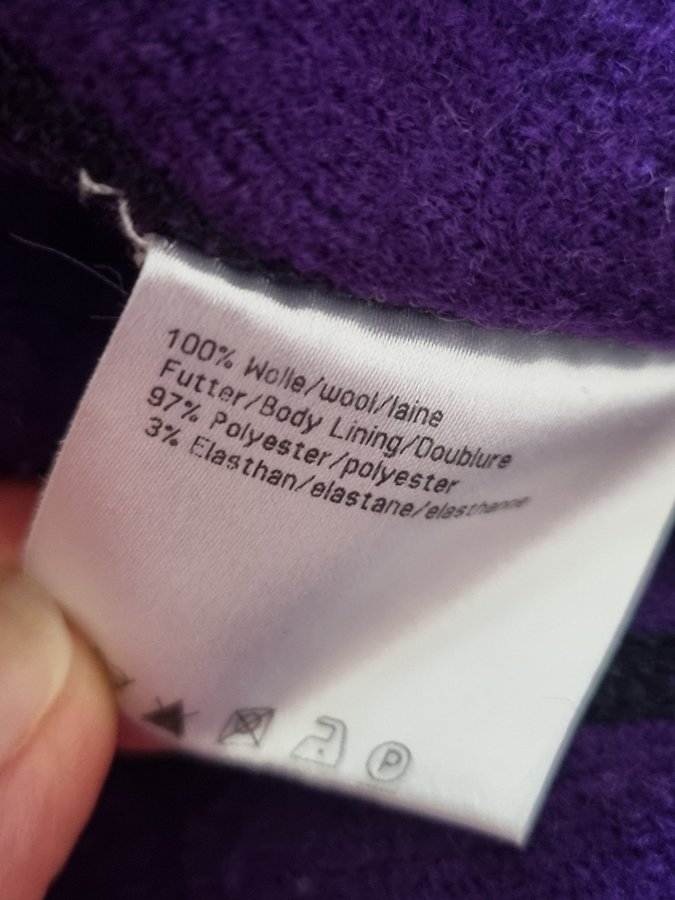 100% Wolle/wool/laine
Futter/Body Lining/Doublure
97% Polyester/polyester
3% Elasthan/elastane/elasthanne
P